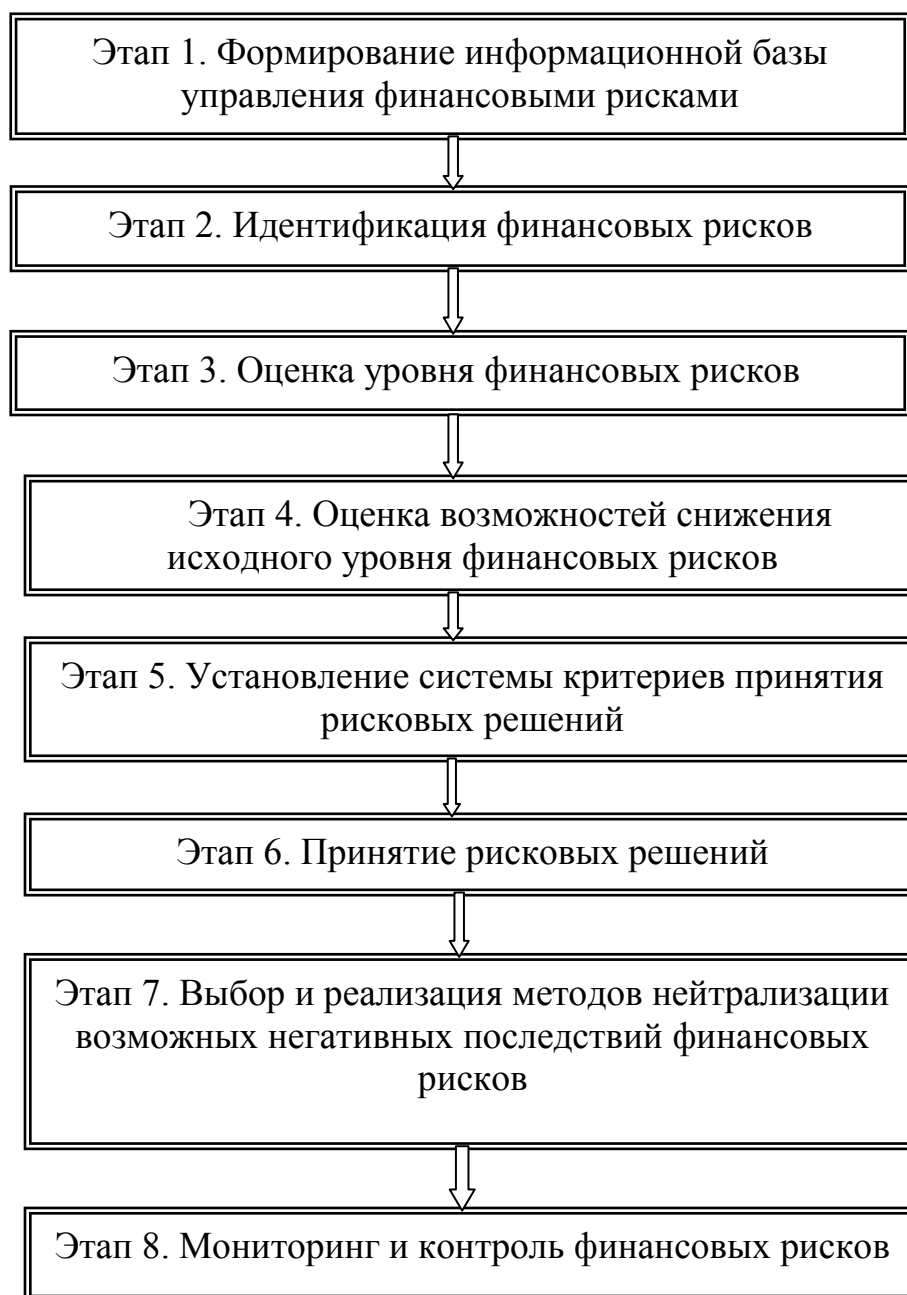 Этап 1. Формирование информационной базы
управления финансовыми рисками
Этап 2. Идентификация финансовых рисков
Этап 3. Оценка уровня финансовых рисков
Этап 4. Оценка возможностей снижения
исходного уровня финансовых рисков
Этап 5. Установление системы критериев принятия
рисковых решений
Этап 6. Принятие рисковых решений
Этап 7. Выбор и реализация методов нейтрализации
возможных негативных последствий финансовых
рисков
Этап 8. Мониторинг и контроль финансовых рисков